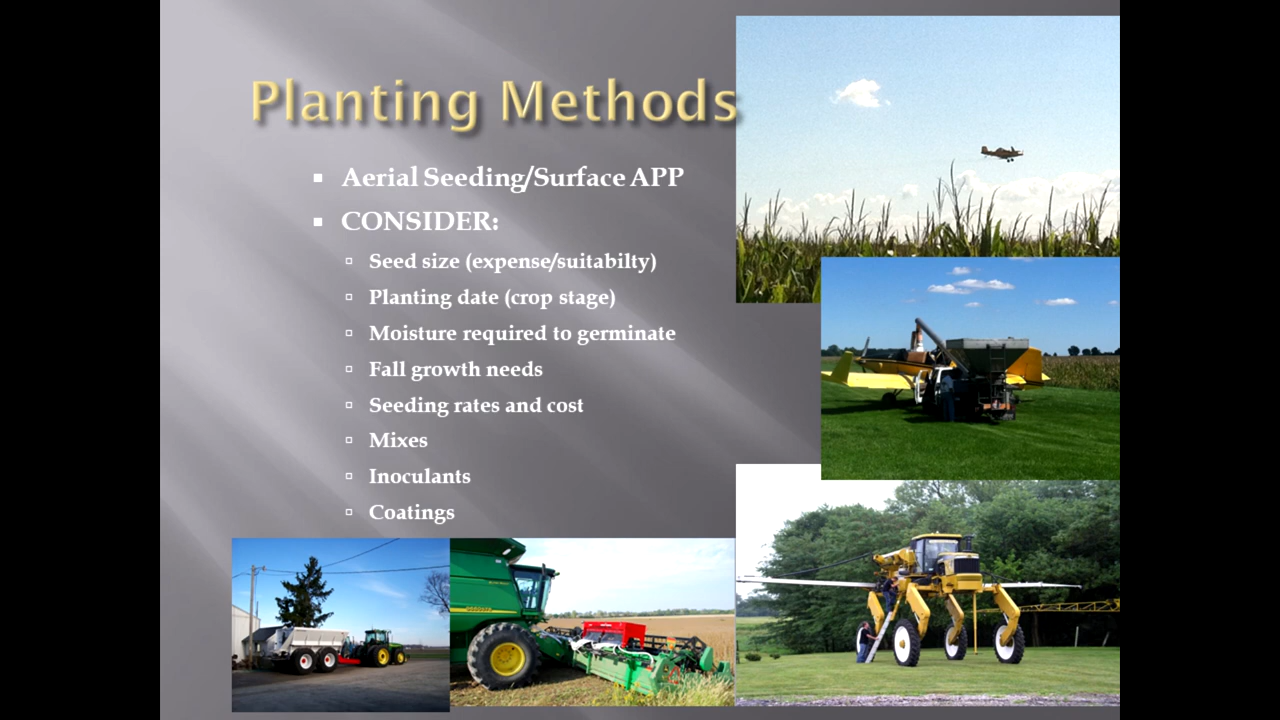 Planting Methods
Aerial Seeding/Surface APP
CONSIDER:
Seed size (expense/suitabilty)
Planting date (crop stage)
Moisture required to germinate
Fall growth needs
Seeding rates and cost
Mixes
Inoculants
Coatings